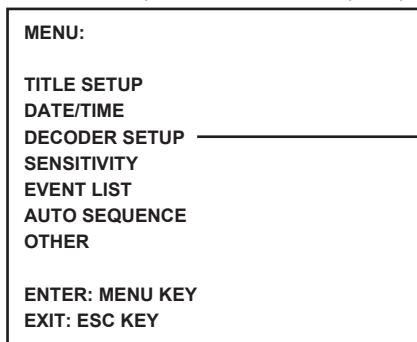 MENU:
TITLE SETUP
DATE/TIME
DECODER SETUP
SENSITIVITY
EVENT LIST
AUTO SEQUENCE
OTHER
ENTER: MENU KEY
EXIT: ESC KEY